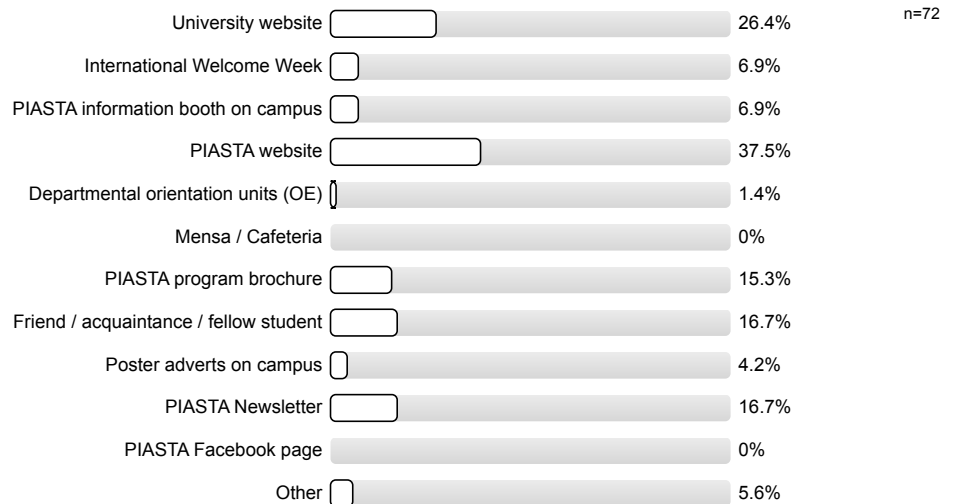 University website 26.4% n=72
International Welcome Week 6.9%
PIASTA information booth on campus 6.9%
PIASTA website 37.5%
Departmental orientation units (OE) 1.4%
Mensa / Cafeteria 0%
PIASTA program brochure 15.3%
Friend / acquaintance / fellow student 16.7%
Poster adverts on campus 4.2%
PIASTA Newsletter 16.7%
PIASTA Facebook page 0%
Other 5.6%